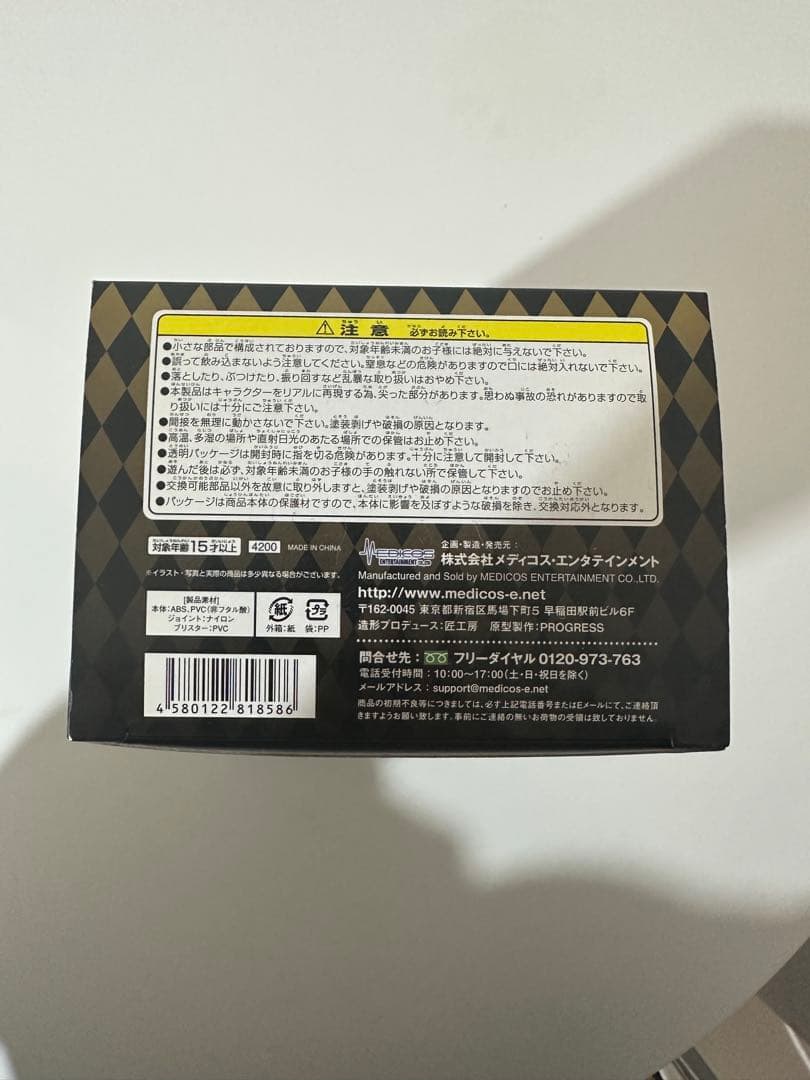 ⚠注意 必ずお読み下さい。
●小さな部品で構成されておりますので、対象年齢未満のお子様には絶対に与えないで下さい。
●誤って飲み込まないよう注意してください。窒息などの危険がありますので口には絶対入れないで下さい。
●落としたり、ぶつけたり、振り回すなど乱暴な取り扱いはおやめ下さい。
●本製品はキャラクターをリアルに再現する為、尖った部分があります。思わぬ事故の恐れがありますので取
り扱いには十分にご注意下さい。
●間接を無理に動かさないで下さい。塗装剥げや破損の原因となります。
●高温、多湿の場所や直射日光のあたる場所での保管はお止め下さい。
●透明パッケージは開封時に指を切る危険があります。十分に注意して開封して下さい。
●遊んだ後は必ず、対象年齢未満のお子様の手の触れない所で保管して下さい。
●交換可能部品以外を故意に取り外しますと、塗装剥げや破損の原因となりますのでお止め下さい。
●パッケージは商品本体の保護材ですので、本体に影響を及ぼすような破損を除き、交換対応外となります。
対象年齢15才以上 4200 MADE IN CHINA
※イラスト・写真と実際の商品は多少異なる場合がございます。
[製品素材]
本体:ABS、PVC(非フタル酸)
ジョイント:ナイロン
ブリスター:PVC
紙 プラ
外箱:紙 袋:PP
4 580122 818586
MEDICOS
ENTERTAINMENT
企画・製造・発売元:
株式会社メディコス・エンタテインメント
Manufactured and Sold by MEDICOS ENTERTAINMENT CO.,LTD.
http://www.medicos-e.net
〒162-0045 東京都新宿区馬場下町5 早稲田駅前ビル6F
造形プロデュース:匠工房 原型製作:PROGRESS
問合せ先: フリーダイヤル 0120-973-763
電話受付時間:10:00〜17:00(土・日・祝日を除く)
メールアドレス:support@medicos-e.net
商品の初期不良等につきましては、必ず上記電話番号またはEメールにて、ご連絡頂
きますようお願い致します。事前にご連絡の無いお荷物の受領は致しておりません。